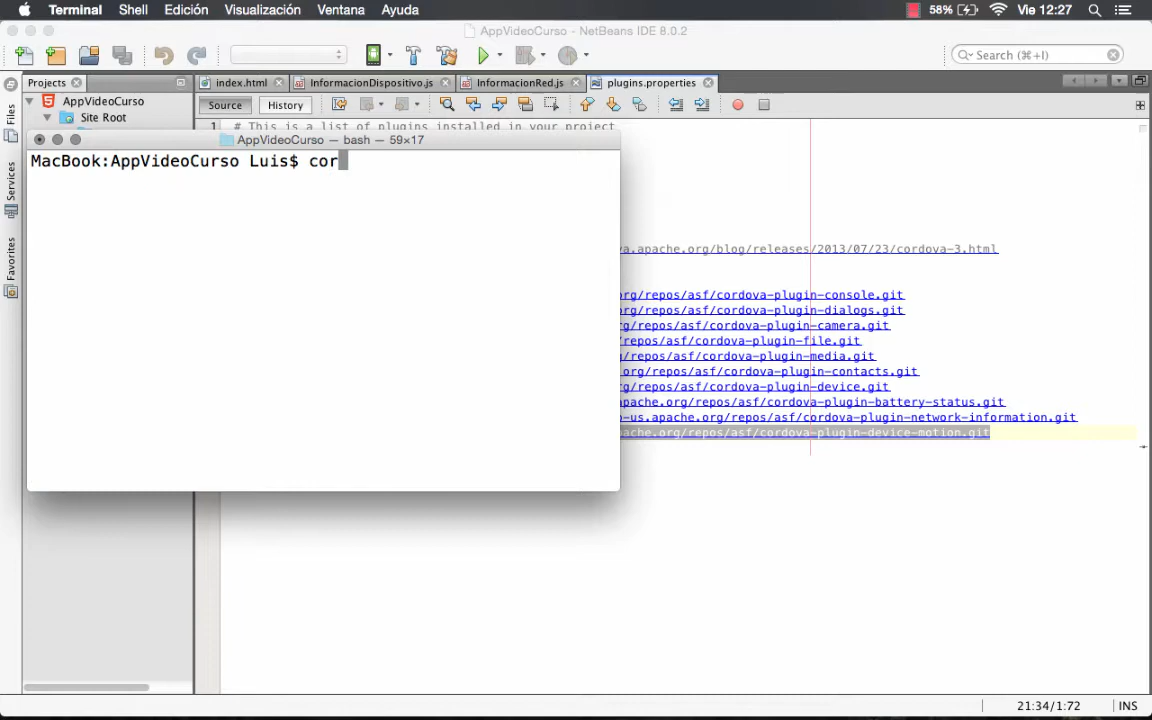 Terminal Shell Edición Visualización Ventana Ayuda 58% Vie 12:27
AppVideoCurso - NetBeans IDE 8.0.2
Search (⌘+I)
Projects index.html InformacionDispotivo.js InformacionRed.js plugins.properties
AppVideoCurso
Source History
Site Root
Files
Services
Favorites
1 # This is a list of plugins installed in your project
AppVideoCurso — bash — 59×17
MacBook:AppVideoCurso Luis$ cor
va.apache.org/blog/releases/2013/07/23/cordova-3.html
org/repos/asf/cordova-plugin-console.git
org/repos/asf/cordova-plugin-dialogs.git
rg/repos/asf/cordova-plugin-camera.git
/repos/asf/cordova-plugin-file.git
g/repos/asf/cordova-plugin-media.git
rg/repos/asf/cordova-plugin-contacts.git
rg/repos/asf/cordova-plugin-device.git
pache.org/repos/asf/cordova-plugin-battery-status.git
p-us.apache.org/repos/asf/cordova-plugin-network-information.git
pache.org/repos/asf/cordova-plugin-device-motion.git
21:34/1:72 INS